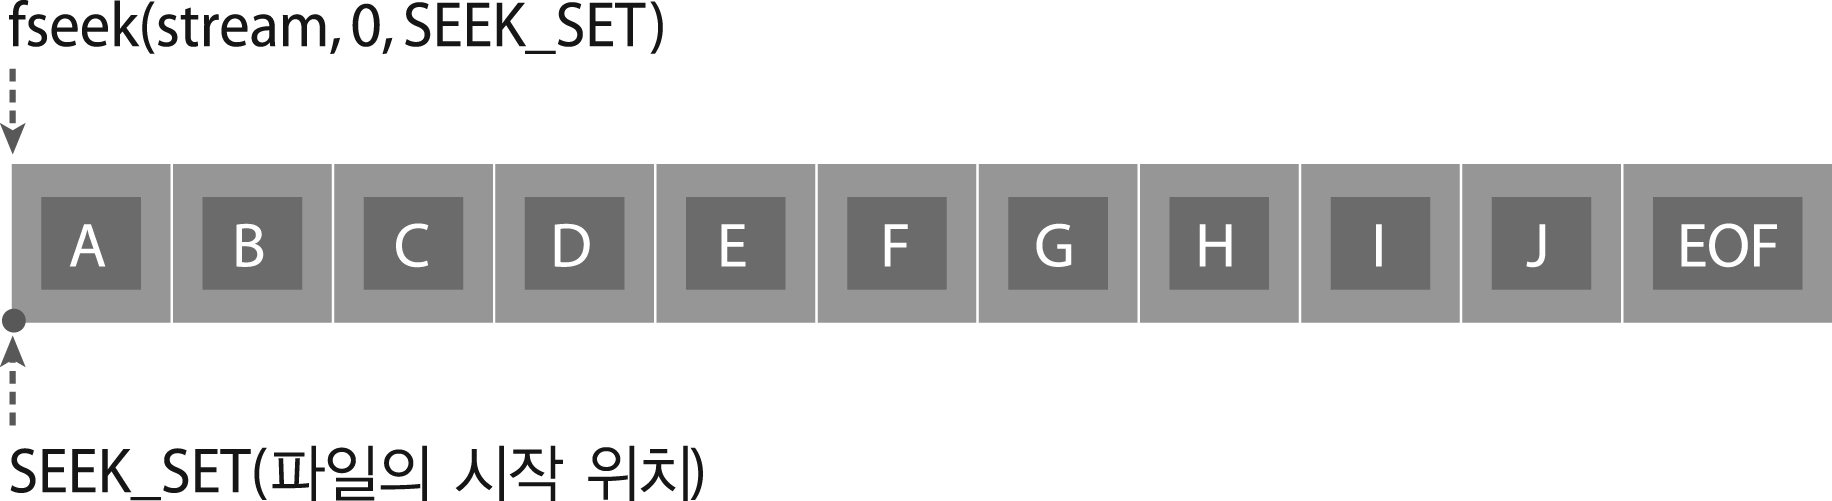 fseek(stream, 0, SEEK_SET)
A B C D E F G H I J EOF
SEEK_SET(파일의 시작 위치)